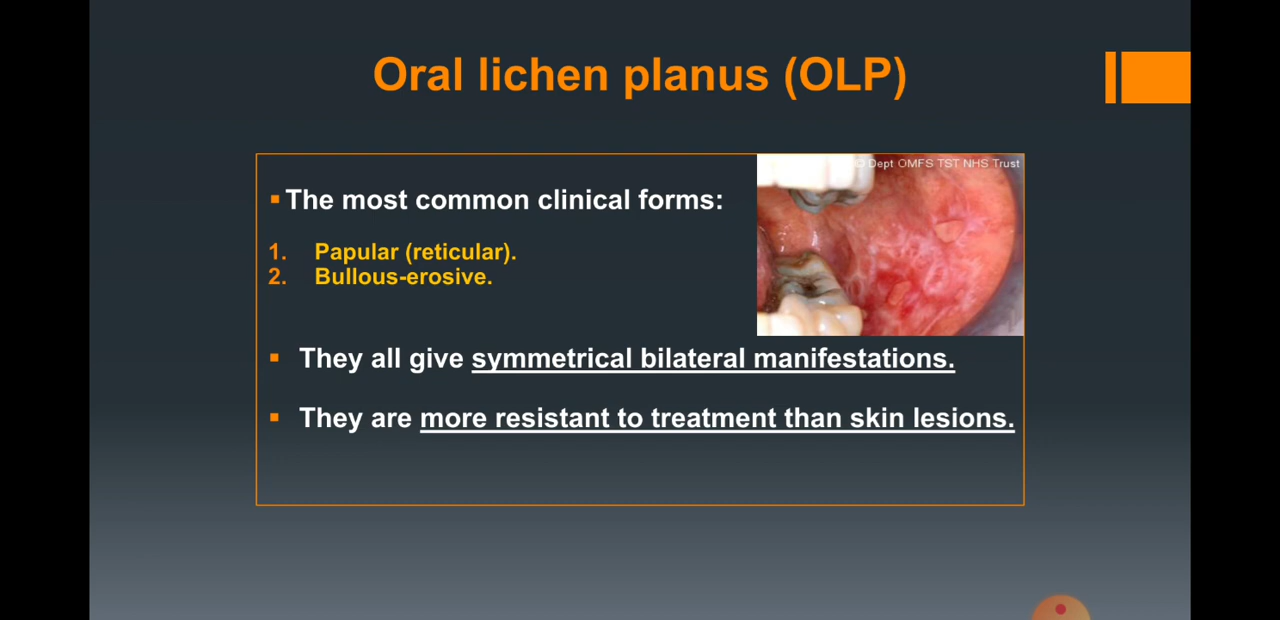 Oral lichen planus (OLP)
Dept OMFS TST NHS Trust
▪The most common clinical forms:
1. Papular (reticular).
2. Bullous-erosive.
▪ They all give symmetrical bilateral manifestations.
▪ They are more resistant to treatment than skin lesions.